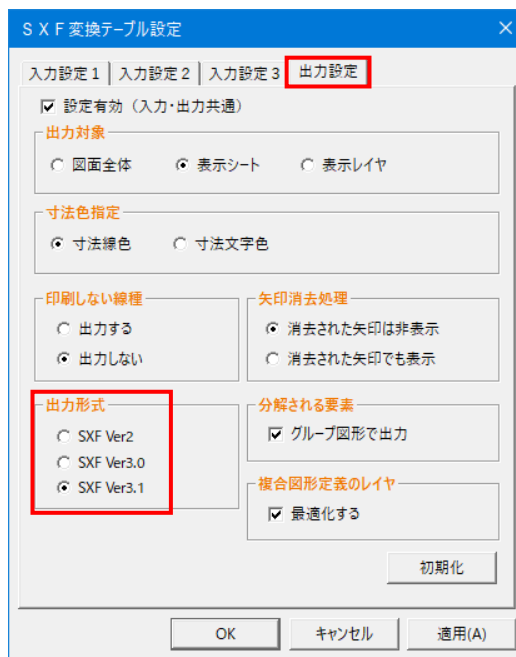 ＳＸＦ変換テーブル設定
入力設定１ 入力設定２ 入力設定３ 出力設定
設定有効（入力・出力共通）
出力対象
図面全体 表示シート 表示レイヤ
寸法色指定
寸法線色 寸法文字色
印刷しない線種
出力する
出力しない
矢印消去処理
消去された矢印は非表示
消去された矢印でも表示
出力形式
SXF Ver2
SXF Ver3.0
SXF Ver3.1
分解される要素
グループ図形で出力
複合図形定義のレイヤ
最適化する
初期化
OK キャンセル 適用(A)